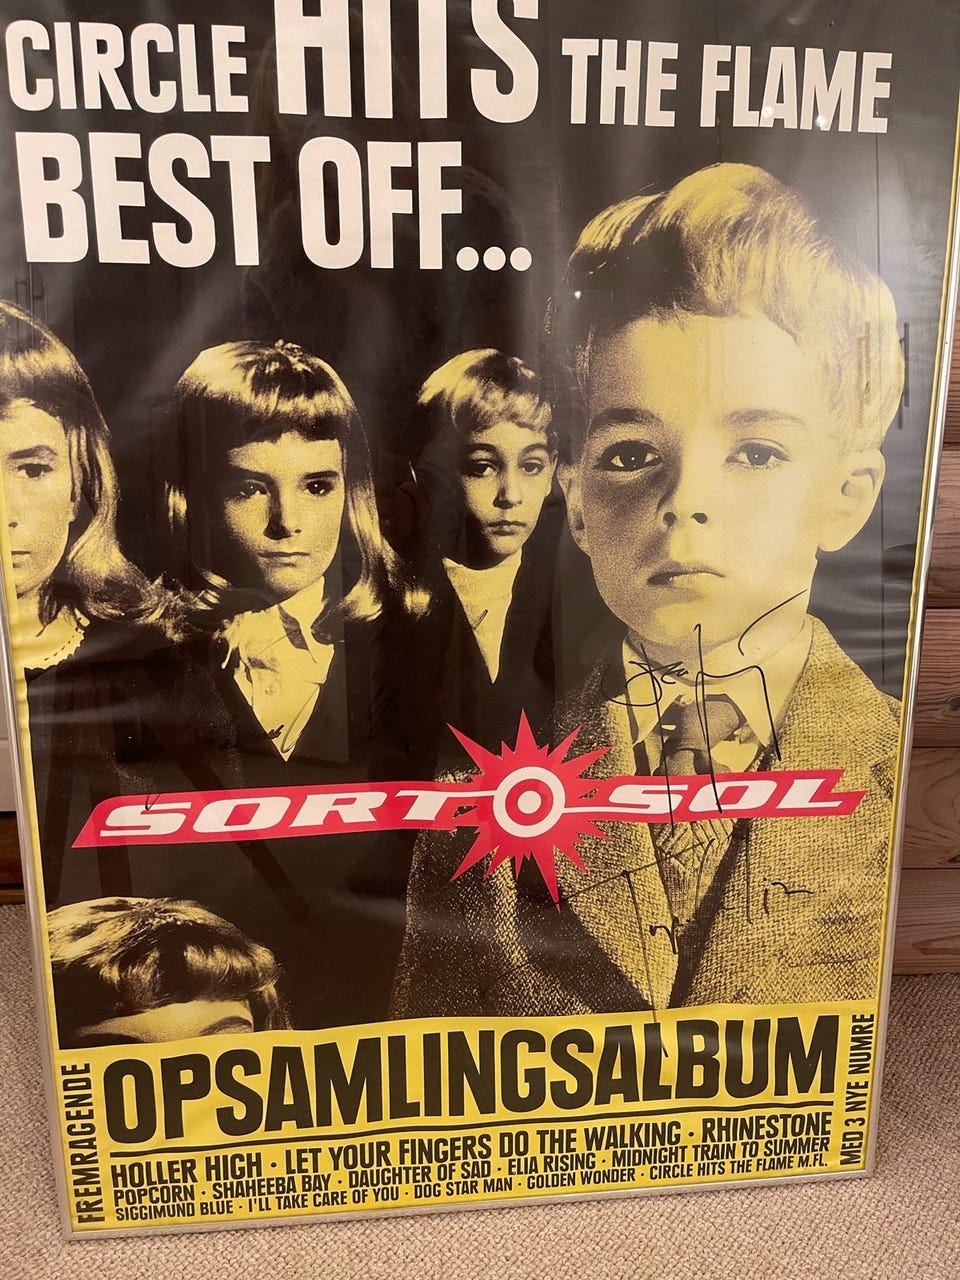 CIRCLE HITS THE FLAME
BEST OFF...
SORT SOL
FREMRAGENDE
OPSAMLINGSALBUM
MED 3 NYE NUMRE
HOLLER HIGH · LET YOUR FINGERS DO THE WALKING · RHINESTONE
POPCORN · SHAHEEBA BAY · DAUGHTER OF SAD · ELIA RISING · MIDNIGHT TRAIN TO SUMMER
SIGGIMUND BLUE · I'LL TAKE CARE OF YOU · DOG STAR MAN · GOLDEN WONDER · CIRCLE HITS THE FLAME M.FL.